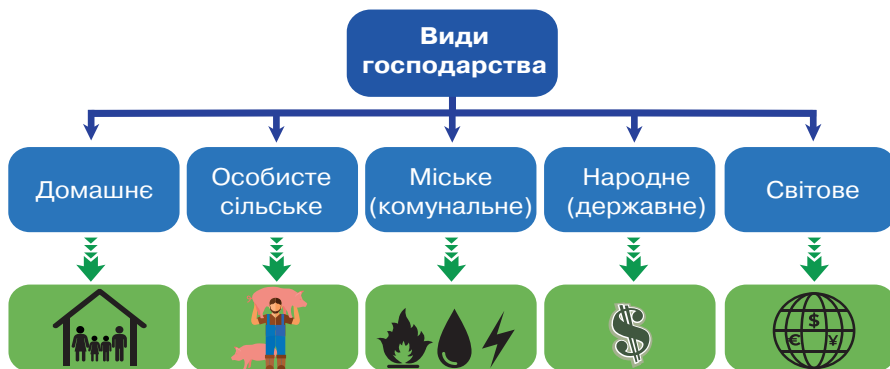 Види
господарства
Домашнє
Особисте
сільське
Міське
(комунальне)
Народне
(державне)
Світове
$
$
€
¥